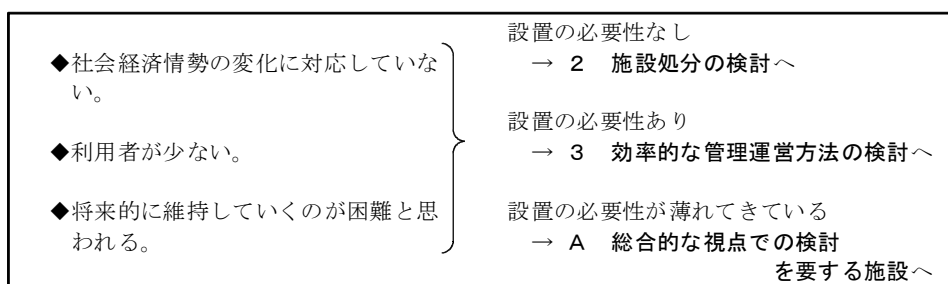 ◆社会経済情勢の変化に対応していな
い。
◆利用者が少ない。
◆将来的に維持していくのが困難と思
われる。
設置の必要性なし
→ 2 施設処分の検討へ
設置の必要性あり
→ 3 効率的な管理運営方法の検討へ
設置の必要性が薄れてきている
→ A 総合的な視点での検討
を要する施設へ